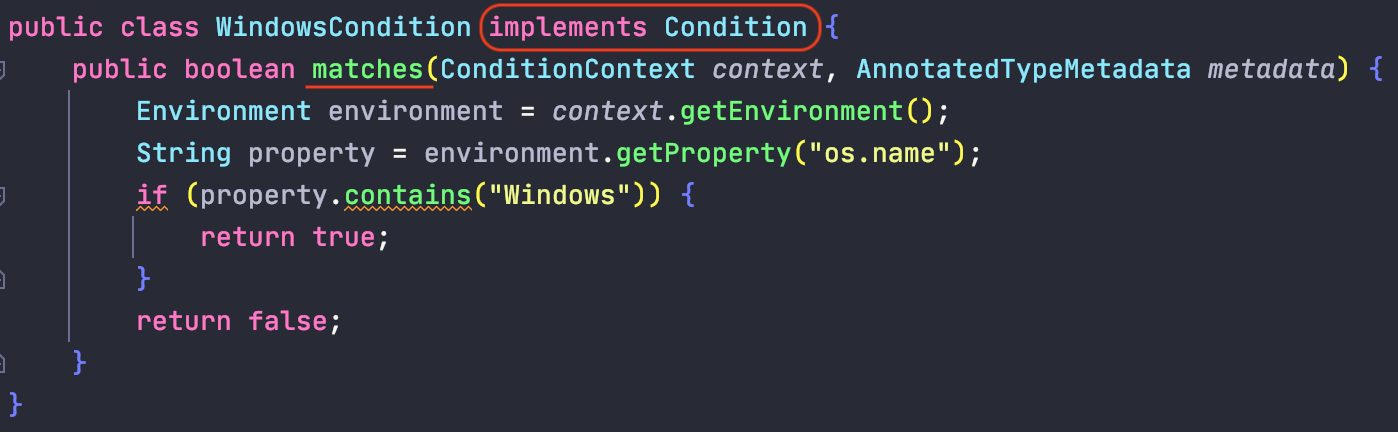 public class WindowsCondition implements Condition {
    public boolean matches(ConditionContext context, AnnotatedTypeMetadata metadata) {
        Environment environment = context.getEnvironment();
        String property = environment.getProperty("os.name");
        if (property.contains("Windows")) {
            return true;
        }
        return false;
    }
}